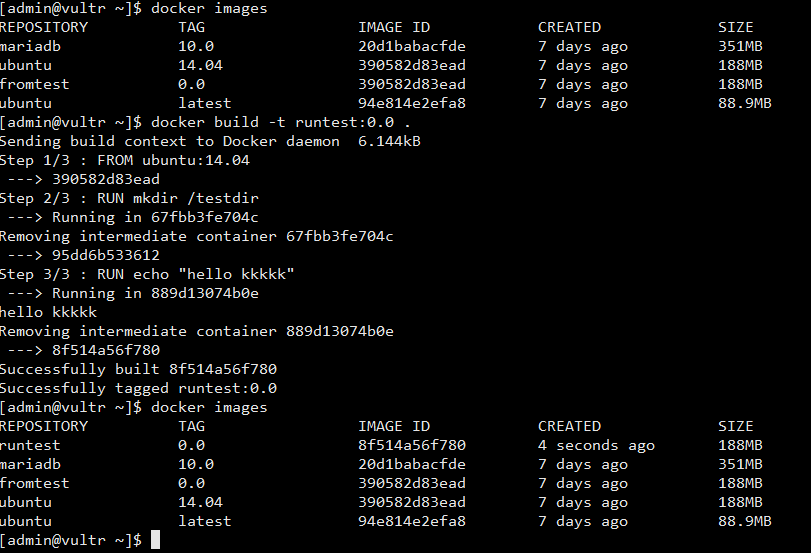 [admin@vultr ~]$ docker images
REPOSITORY TAG IMAGE ID CREATED SIZE
mariadb 10.0 20d1babacfde 7 days ago 351MB
ubuntu 14.04 390582d83ead 7 days ago 188MB
fromtest 0.0 390582d83ead 7 days ago 188MB
ubuntu latest 94e814e2efa8 7 days ago 88.9MB
[admin@vultr ~]$ docker build -t runtest:0.0 .
Sending build context to Docker daemon 6.144kB
Step 1/3 : FROM ubuntu:14.04
---> 390582d83ead
Step 2/3 : RUN mkdir /testdir
---> Running in 67fbb3fe704c
Removing intermediate container 67fbb3fe704c
---> 95dd6b533612
Step 3/3 : RUN echo "hello kkkkk"
---> Running in 889d13074b0e
hello kkkkk
Removing intermediate container 889d13074b0e
---> 8f514a56f780
Successfully built 8f514a56f780
Successfully tagged runtest:0.0
[admin@vultr ~]$ docker images
REPOSITORY TAG IMAGE ID CREATED SIZE
runtest 0.0 8f514a56f780 4 seconds ago 188MB
mariadb 10.0 20d1babacfde 7 days ago 351MB
fromtest 0.0 390582d83ead 7 days ago 188MB
ubuntu 14.04 390582d83ead 7 days ago 188MB
ubuntu latest 94e814e2efa8 7 days ago 88.9MB
[admin@vultr ~]$